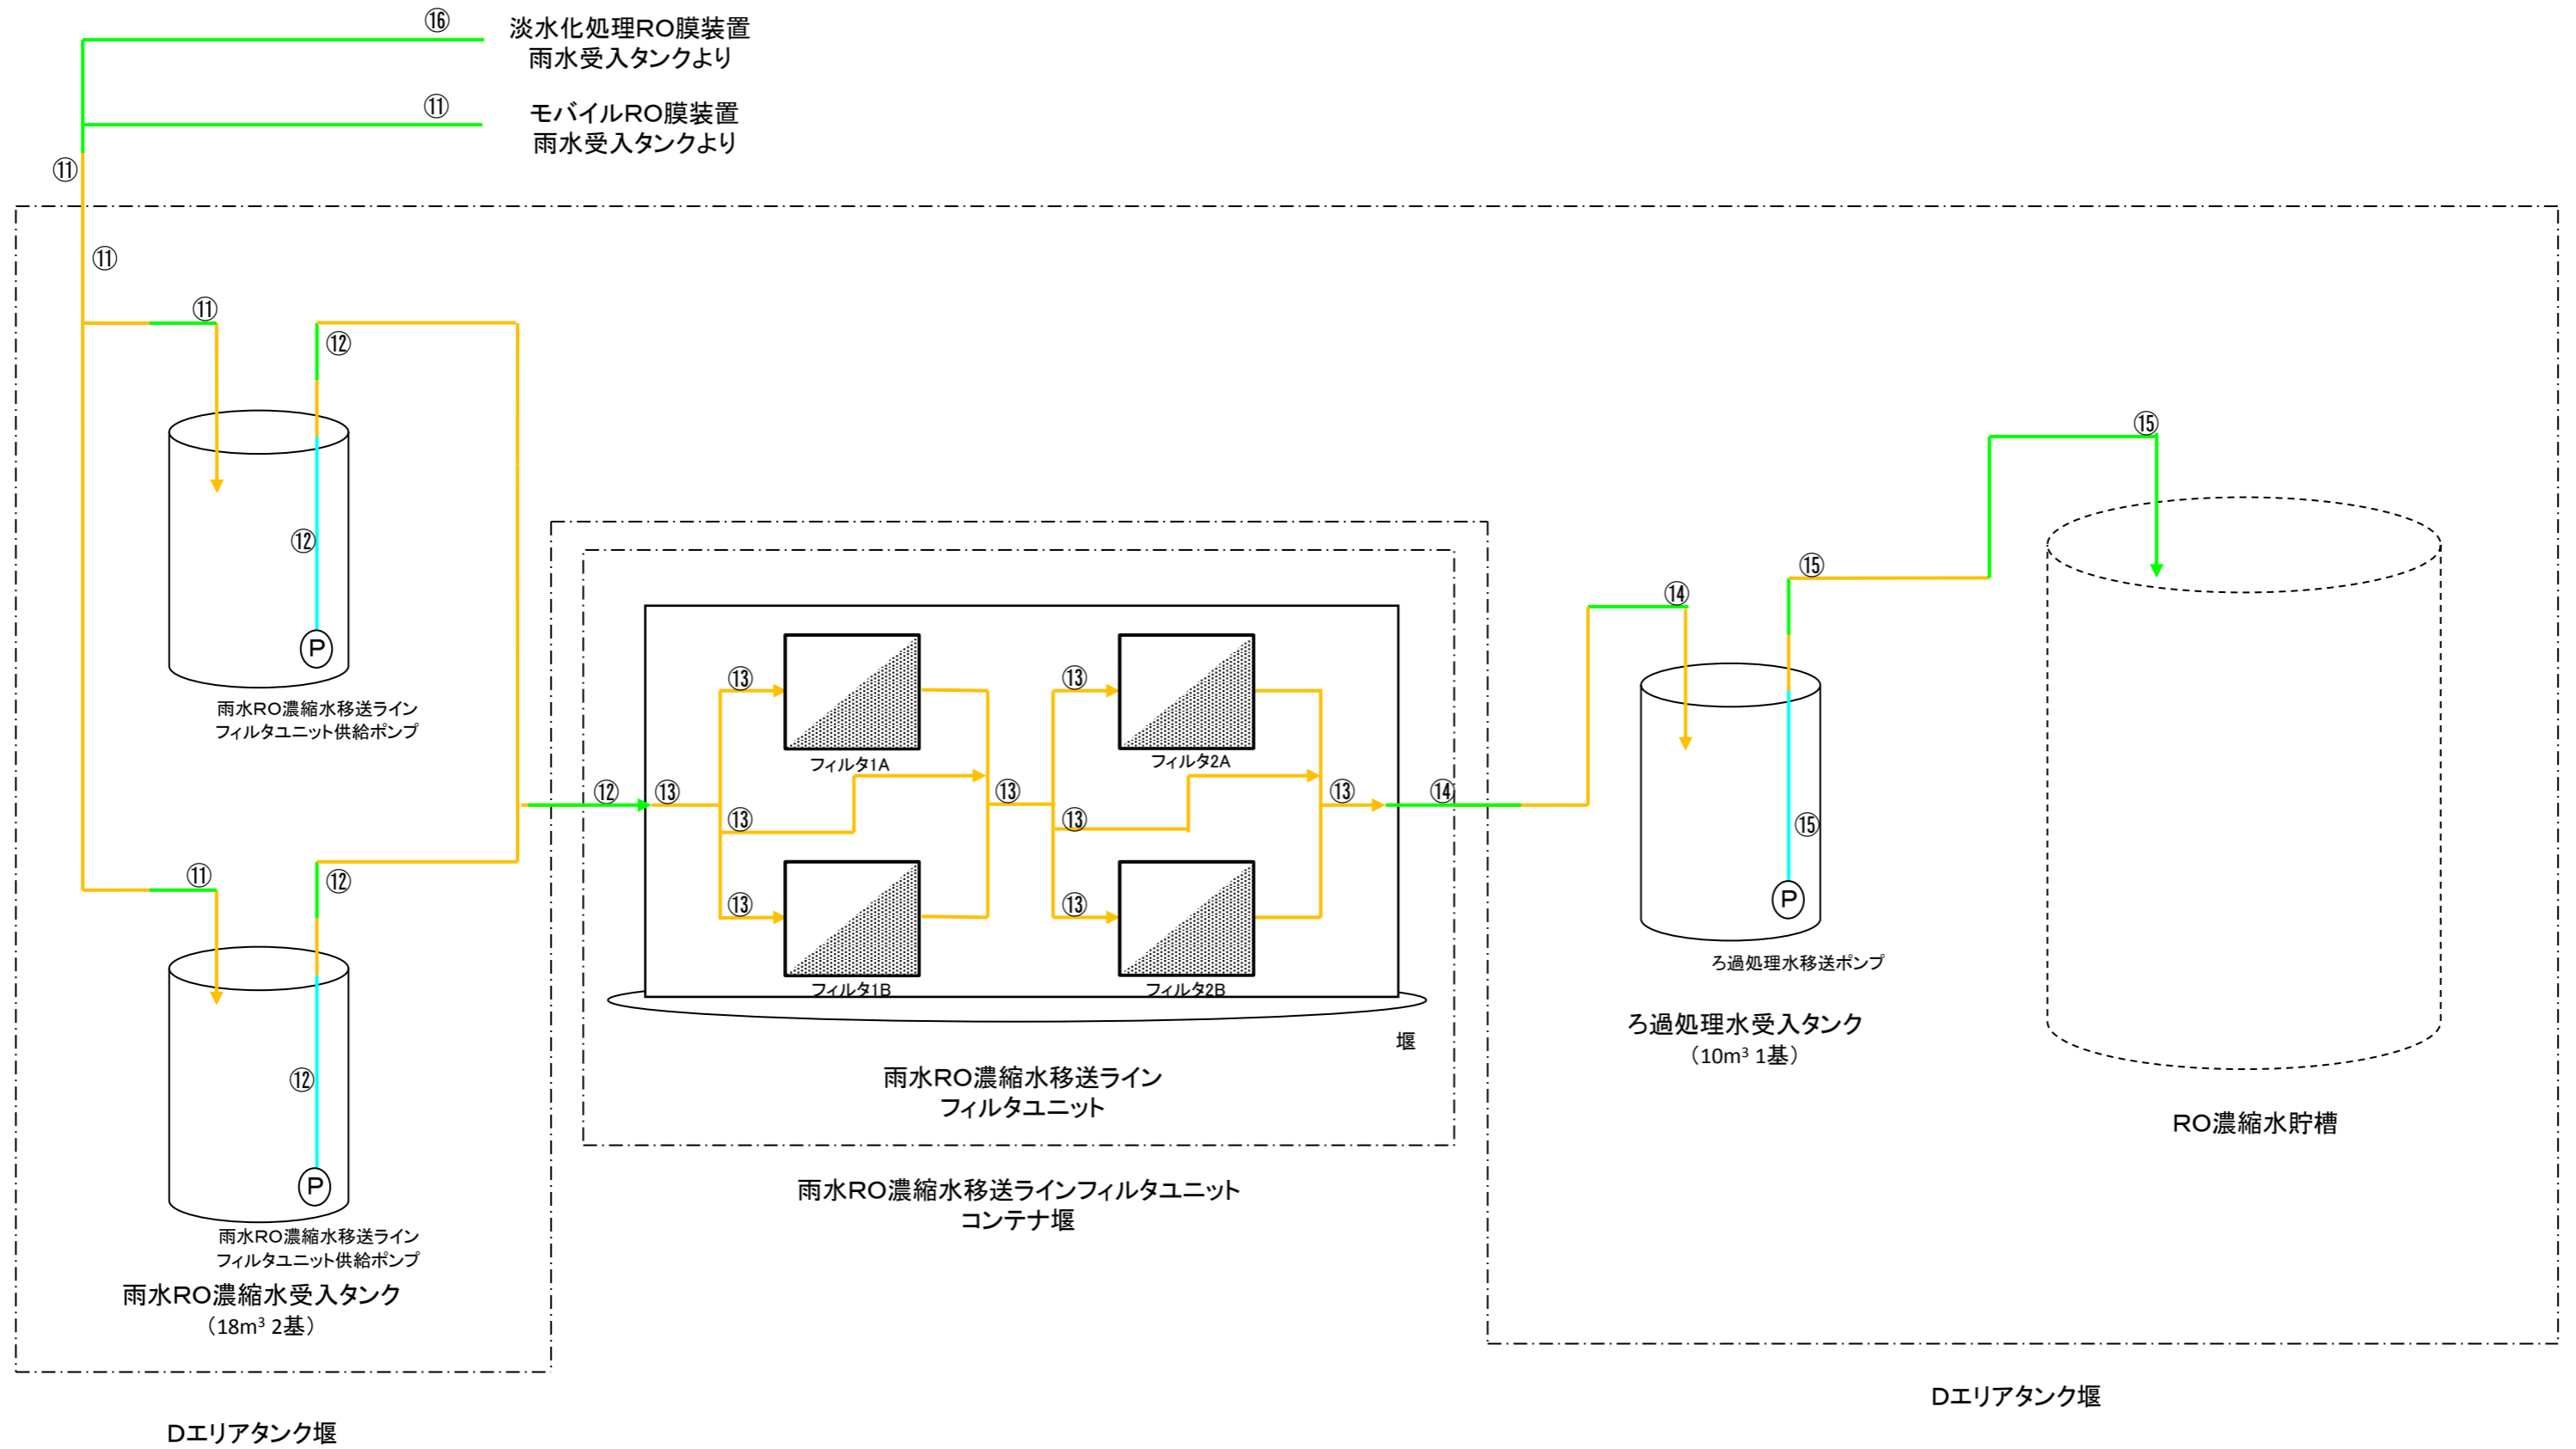 ⑯
淡水化処理RO膜装置
雨水受入タンクより
⑪
モバイルRO膜装置
雨水受入タンクより
⑪
⑪
⑪
⑫
⑫
P
雨水RO濃縮水移送ライン
フィルタユニット供給ポンプ
⑪
⑫
⑫
P
雨水RO濃縮水移送ライン
フィルタユニット供給ポンプ
雨水RO濃縮水受入タンク
（18m³ 2基）
Dエリアタンク堰
⑫
⑬
⑬
フィルタ1A
⑬
⑬
フィルタ1B
⑬
⑬
フィルタ2A
⑬
⑬
フィルタ2B
⑬
堰
雨水RO濃縮水移送ライン
フィルタユニット
雨水RO濃縮水移送ラインフィルタユニット
コンテナ堰
⑭
⑭
⑮
⑮
P
ろ過処理水移送ポンプ
ろ過処理水受入タンク
（10m³ 1基）
⑮
RO濃縮水貯槽
Dエリアタンク堰